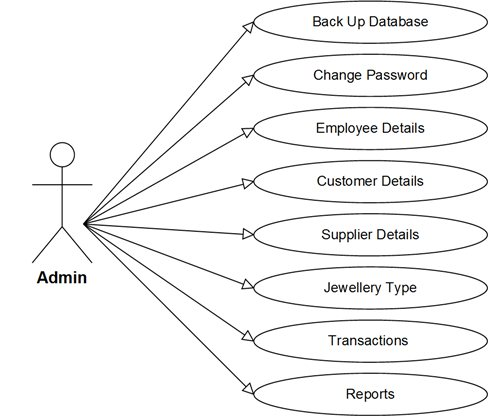 Back Up Database
Change Password
Employee Details
Customer Details
Supplier Details
Admin
Jewellery Type
Transactions
Reports